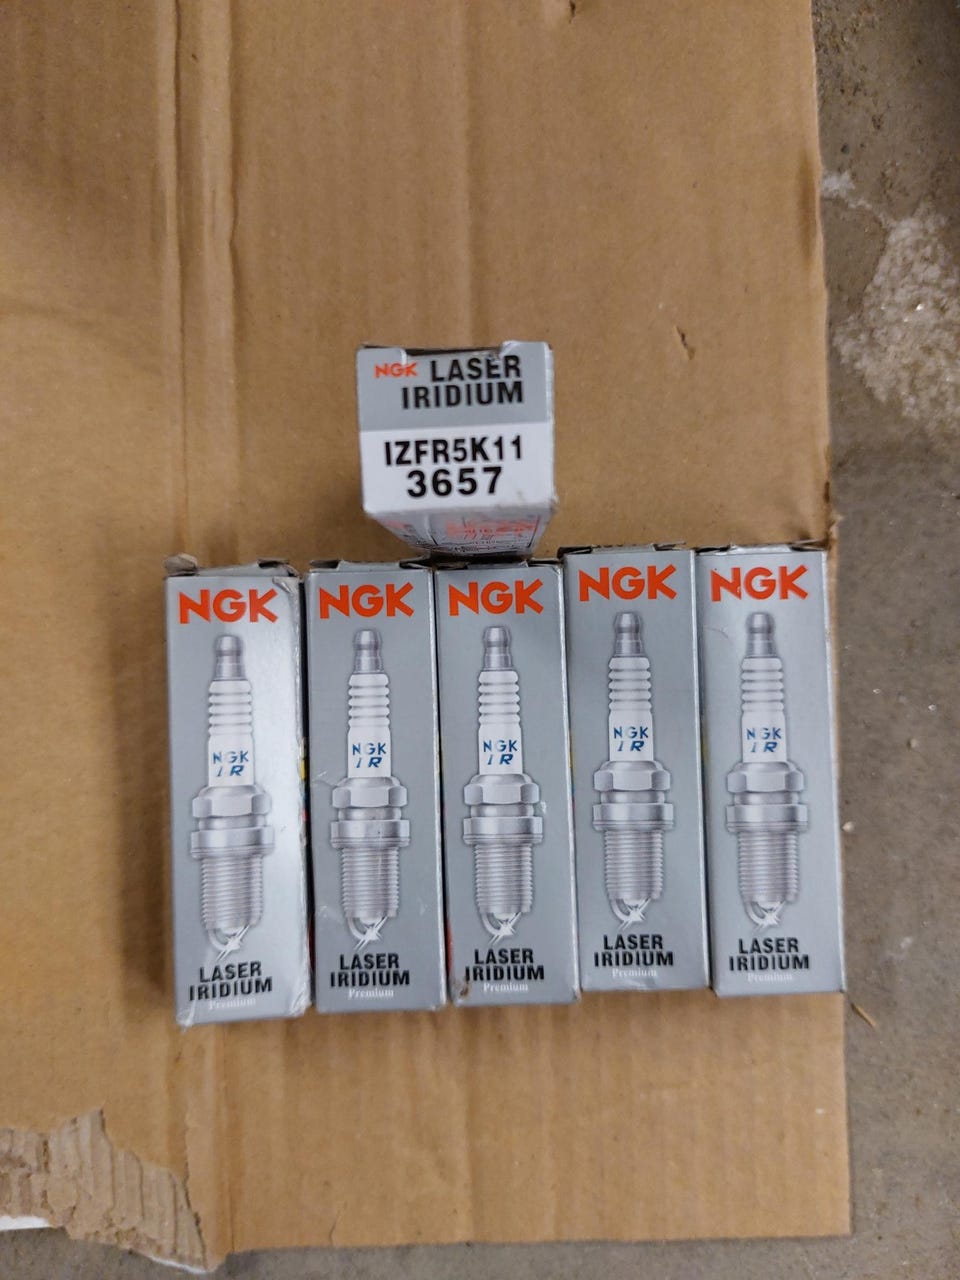 NGK LASER
IRIDIUM
IZFR5K11
3657
NGK
NGK
IR
LASER
IRIDIUM
Premium
NGK
NGK
IR
LASER
IRIDIUM
Premium
NGK
NGK
IR
LASER
IRIDIUM
Premium
NGK
NGK
IR
LASER
IRIDIUM
Premium
NGK
NGK
IR
LASER
IRIDIUM
Premium